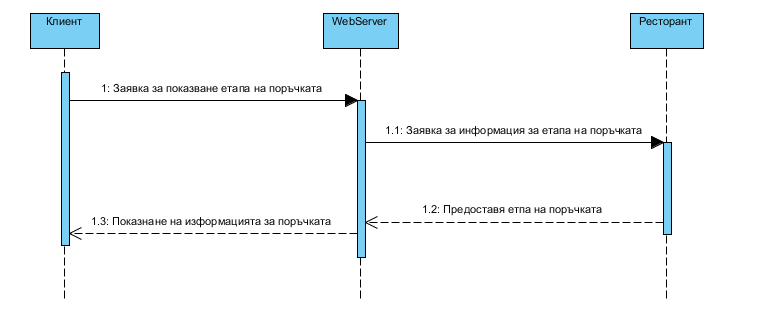 Клиент
WebServer
Ресторант
1: Заявка за показване етапа на поръчката
1.1: Заявка за информация за етапа на поръчката
1.2: Предоставя етпа на поръчката
1.3: Показнане на изформацията за поръчката